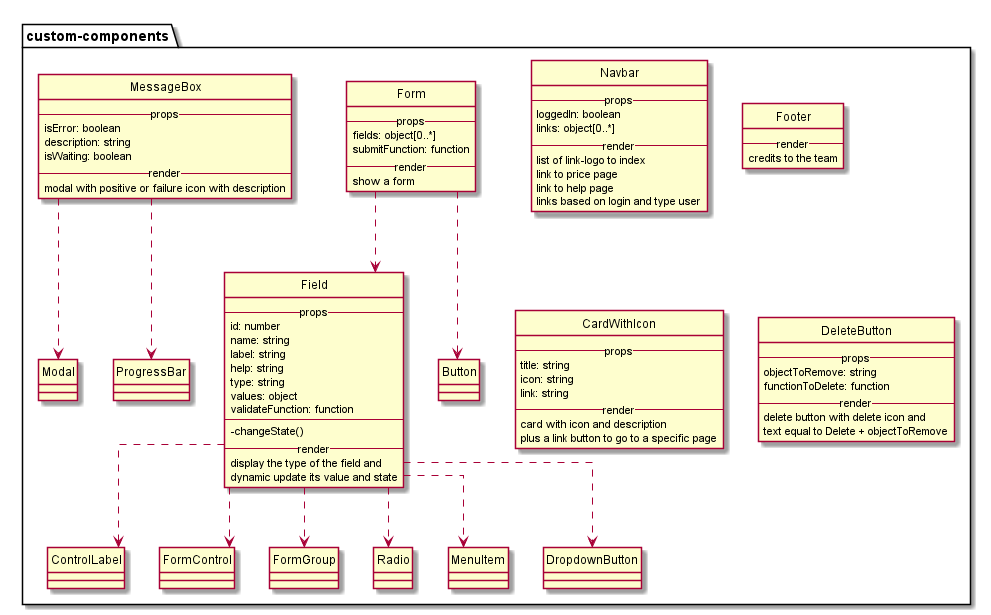 custom-components
MessageBox
props
isError: boolean
description: string
isWaiting: boolean
render
modal with positive or failure icon with description
Form
props
fields: object[0..*]
submitFunction: function
render
show a form
Navbar
props
loggedIn: boolean
links: object[0..*]
render
list of link-logo to index
link to price page
link to help page
links based on login and type user
Footer
render
credits to the team
Field
props
id: number
name: string
label: string
help: string
type: string
values: object
validateFunction: function
-changeState()
render
display the type of the field and
dynamic update its value and state
Modal
ProgressBar
Button
CardWithIcon
props
title: string
icon: string
link: string
render
card with icon and description
plus a link button to go to a specific page
DeleteButton
props
objectToRemove: string
functionToDelete: function
render
delete button with delete icon and
text equal to Delete + objectToRemove
ControlLabel
FormControl
FormGroup
Radio
MenuItem
DropdownButton